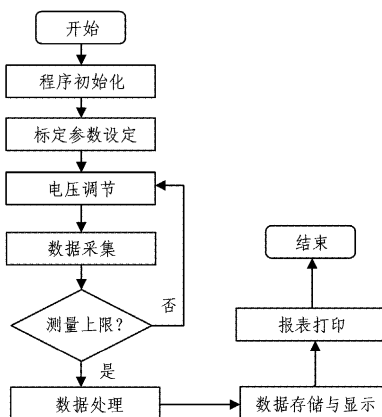 开始
程序初始化
标定参数设定
电压调节
数据采集
测量上限?
否
是
数据处理
数据存储与显示
报表打印
结束